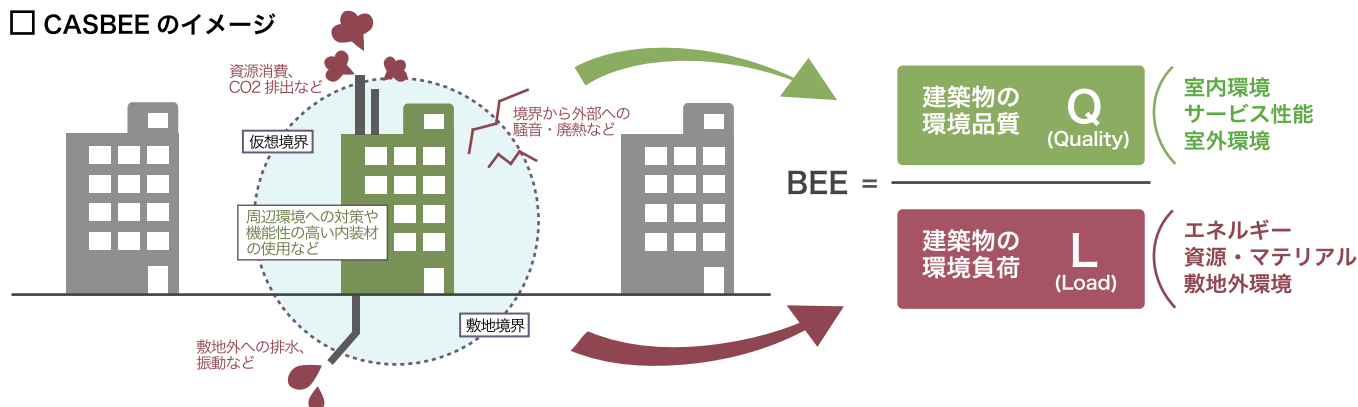 □ CASBEE のイメージ
資源消費、
CO2 排出など
仮想境界
境界から外部への
騒音・廃熱など
周辺環境への対策や
機能性の高い内装材
の使用など
敷地境界
敷地外への排水、
振動など
BEE =
建築物の
環境品質
Q
(Quality)
室内環境
サービス性能
室外環境
建築物の
環境負荷
L
(Load)
エネルギー
資源・マテリアル
敷地外環境